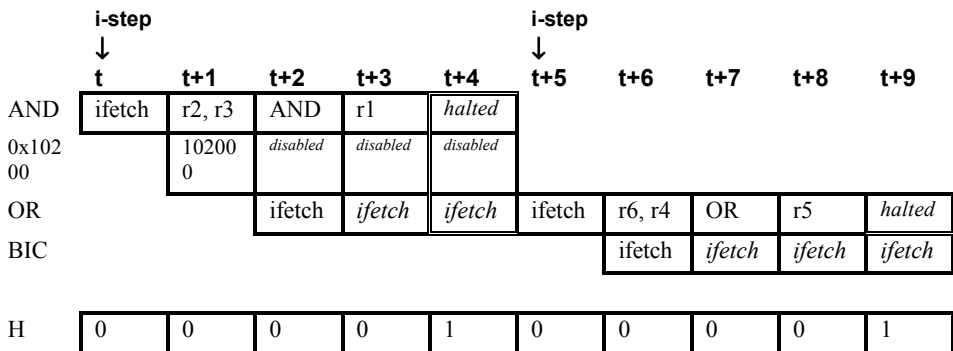 i-step i-step
↓ ↓
t t+1 t+2 t+3 t+4 t+5 t+6 t+7 t+8 t+9
AND ifetch r2, r3 AND r1 halted
0x102 10200 disabled disabled disabled
00 0
OR ifetch ifetch ifetch ifetch r6, r4 OR r5 halted
BIC ifetch ifetch ifetch ifetch
H 0 0 0 0 1 0 0 0 0 1